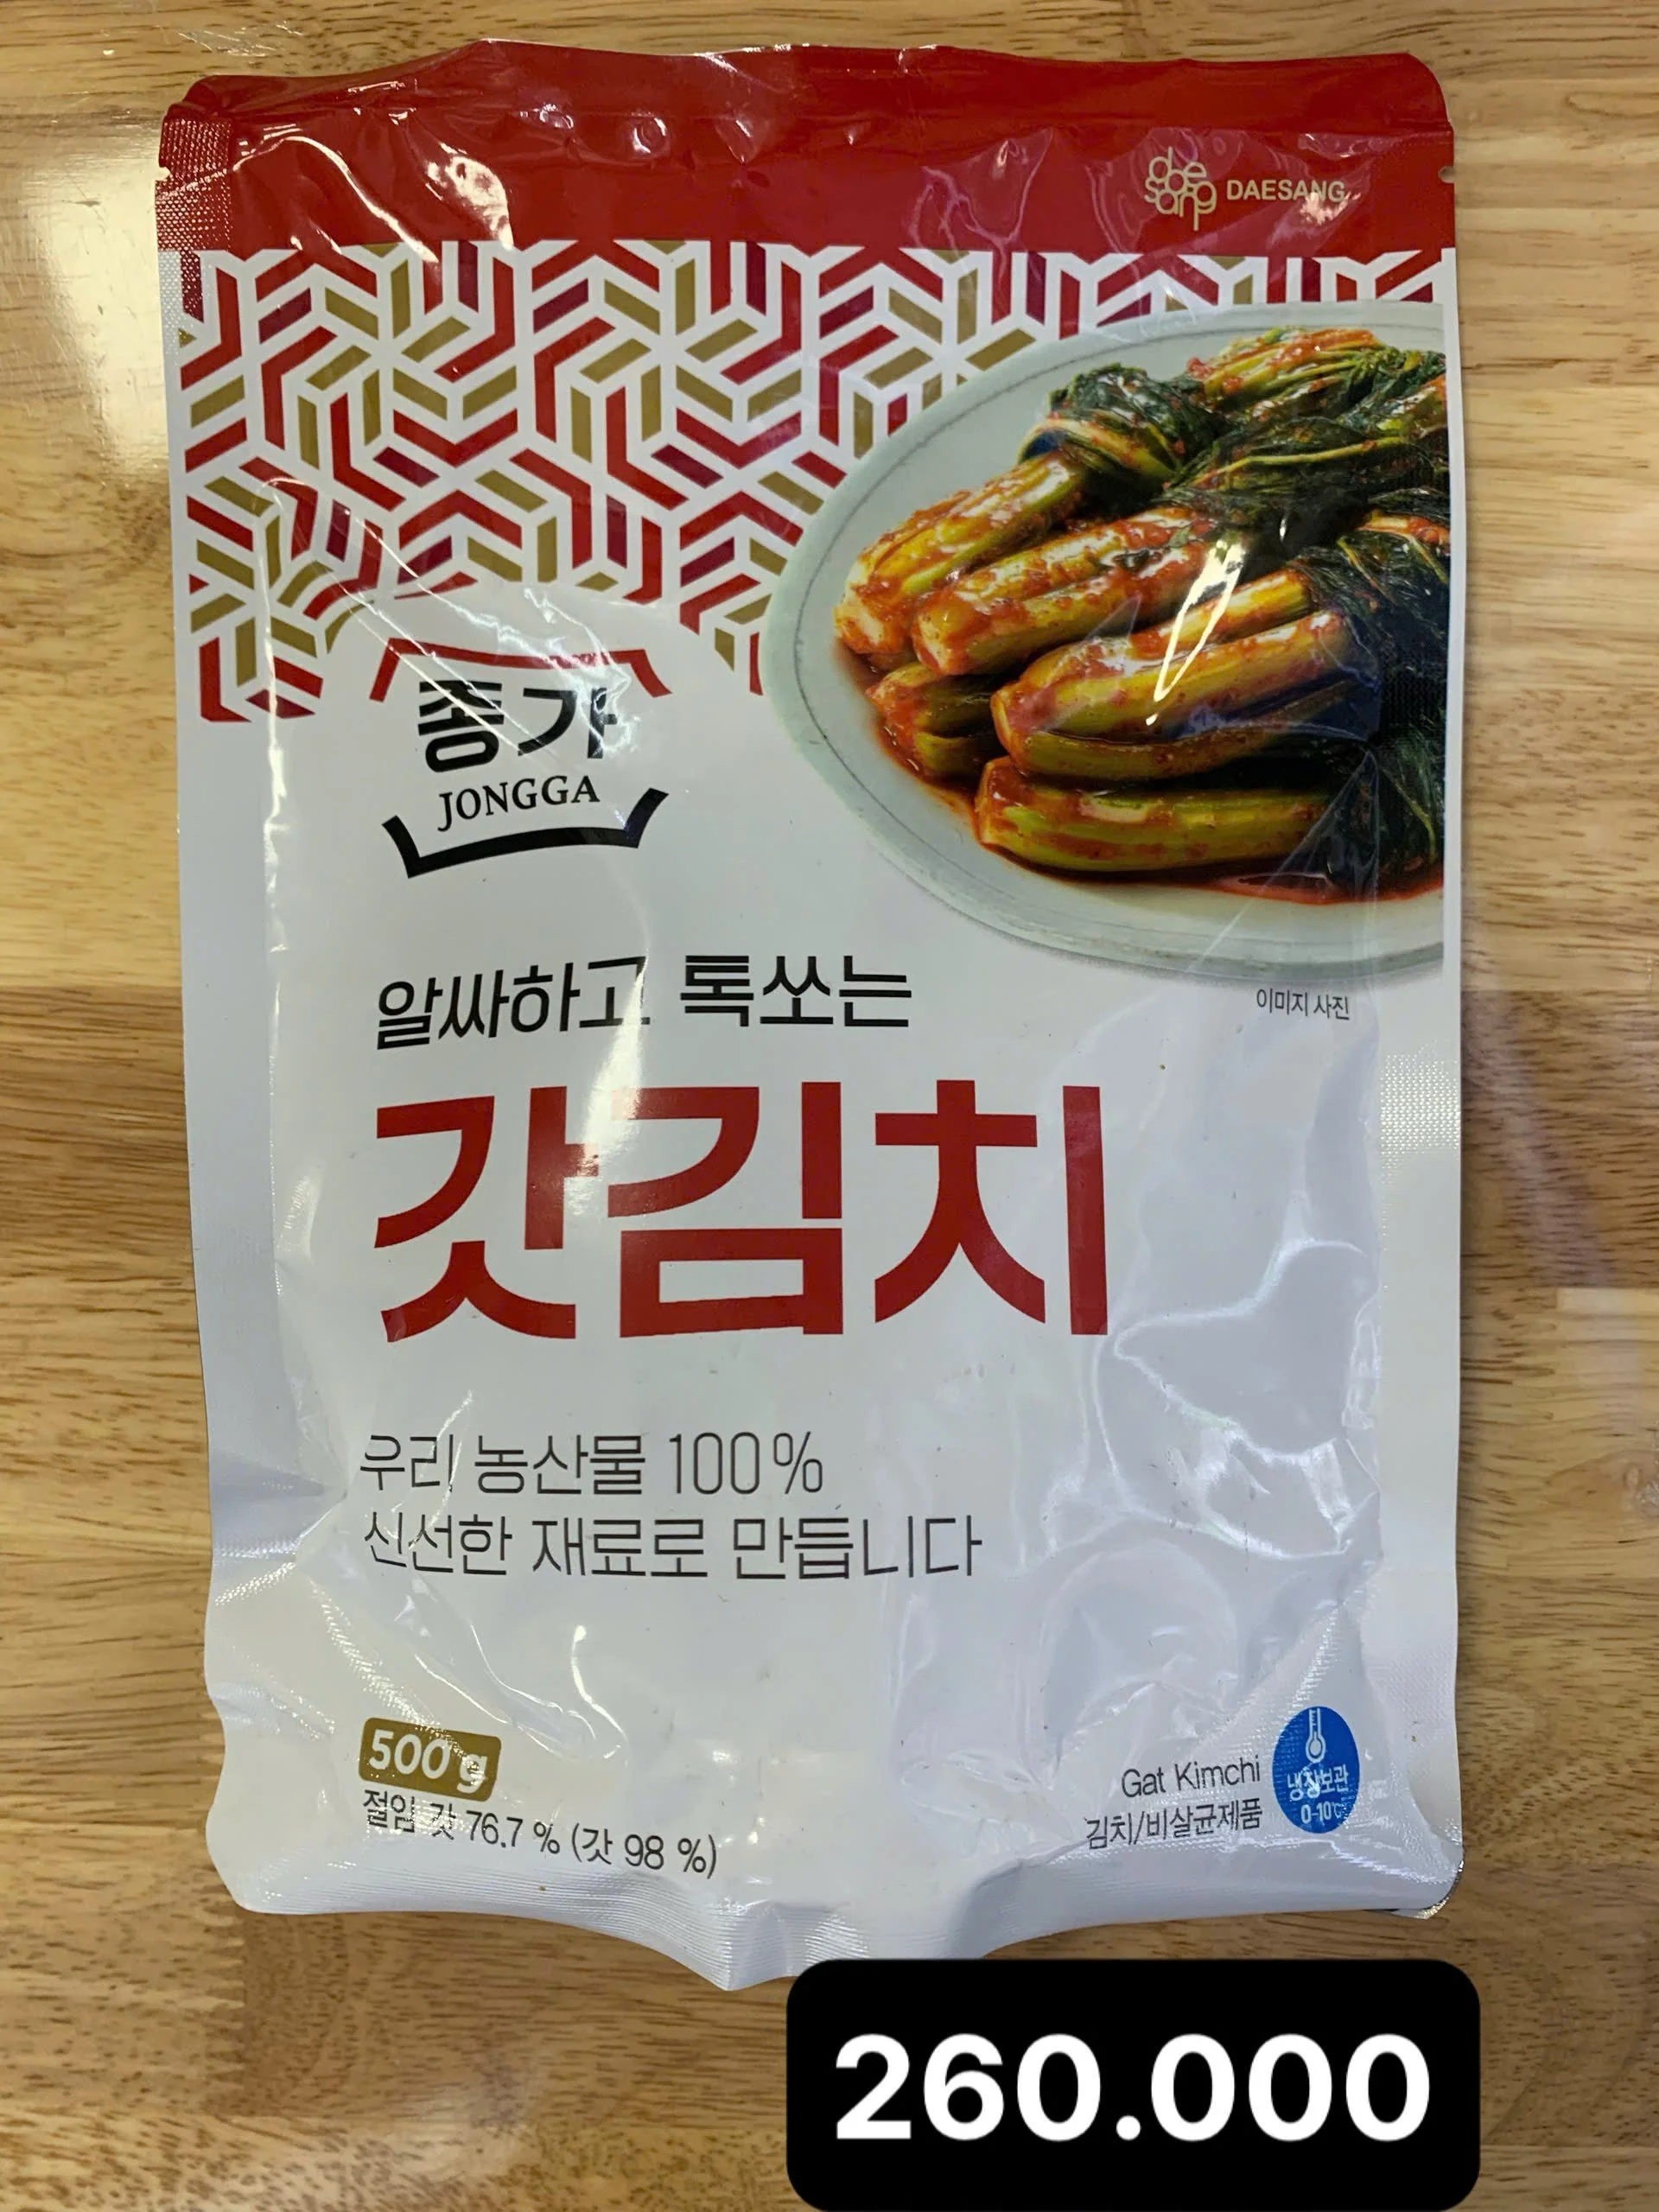 daesang DAESANG
종가
JONGGA
이미지 사진
알싸하고 톡쏘는
갓김치
우리 농산물 100%
신선한 재료로 만듭니다
500g
절임 갓 76.7 % (갓 98 %)
Gat Kimchi
김치/비살균제품
냉장보관
0-10℃
260.000